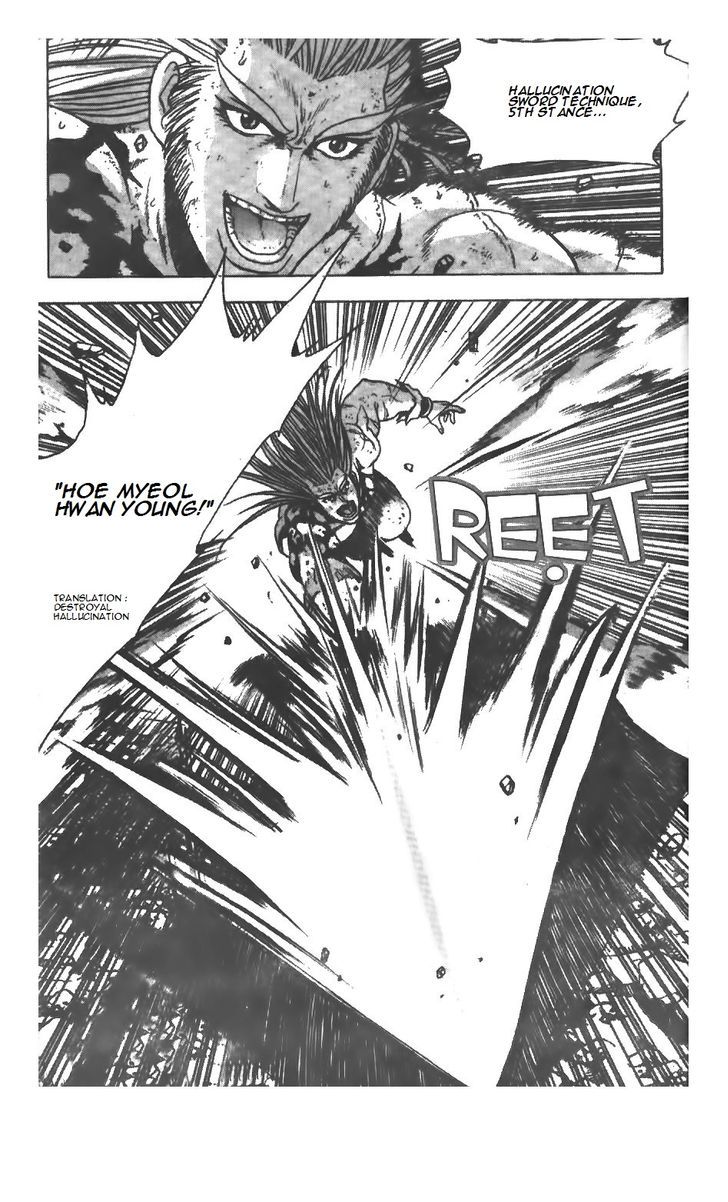 HALLUCINATION
SWORD TECHNIQUE,
5TH STANCE...
"HOE MYEOL
HWAN YOUNG!"
REET
TRANSLATION :
DESTROYAL
HALLUCINATION